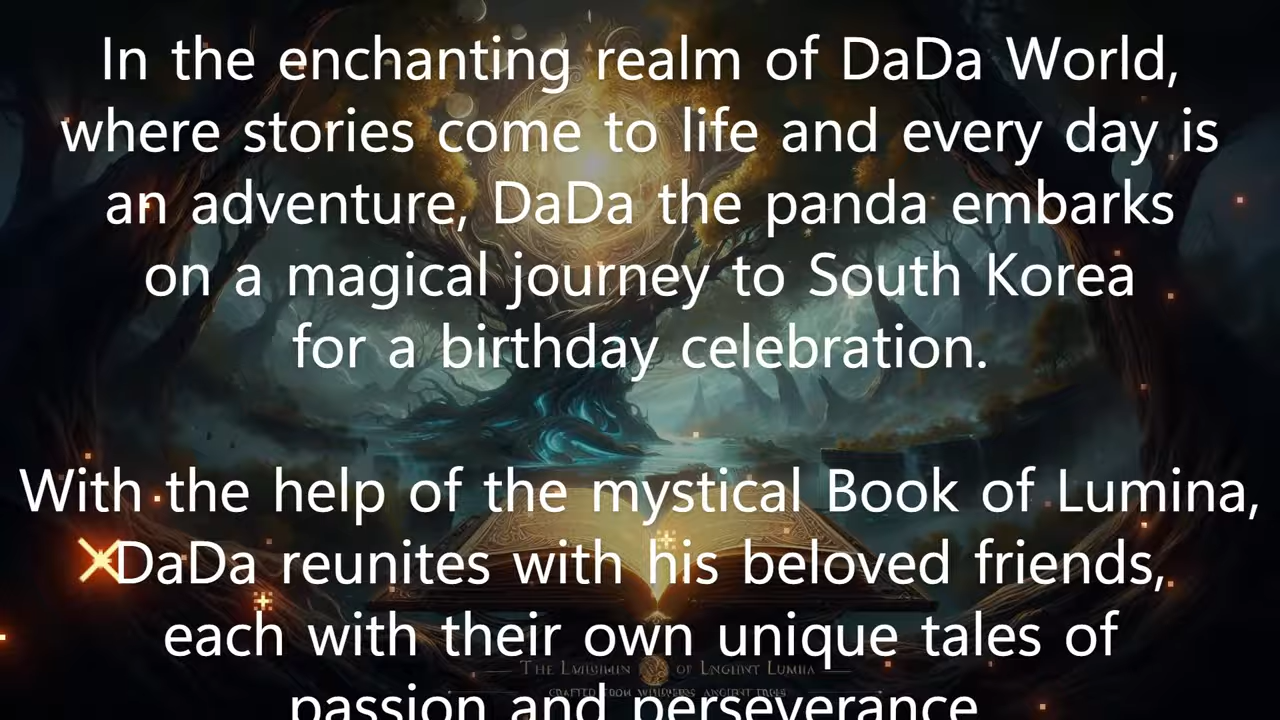 In the enchanting realm of DaDa World,
where stories come to life and every day is
an adventure, DaDa the panda embarks
on a magical journey to South Korea
for a birthday celebration.
With the help of the mystical Book of Lumina,
DaDa reunites with his beloved friends,
each with their own unique tales of
passion and perseverance